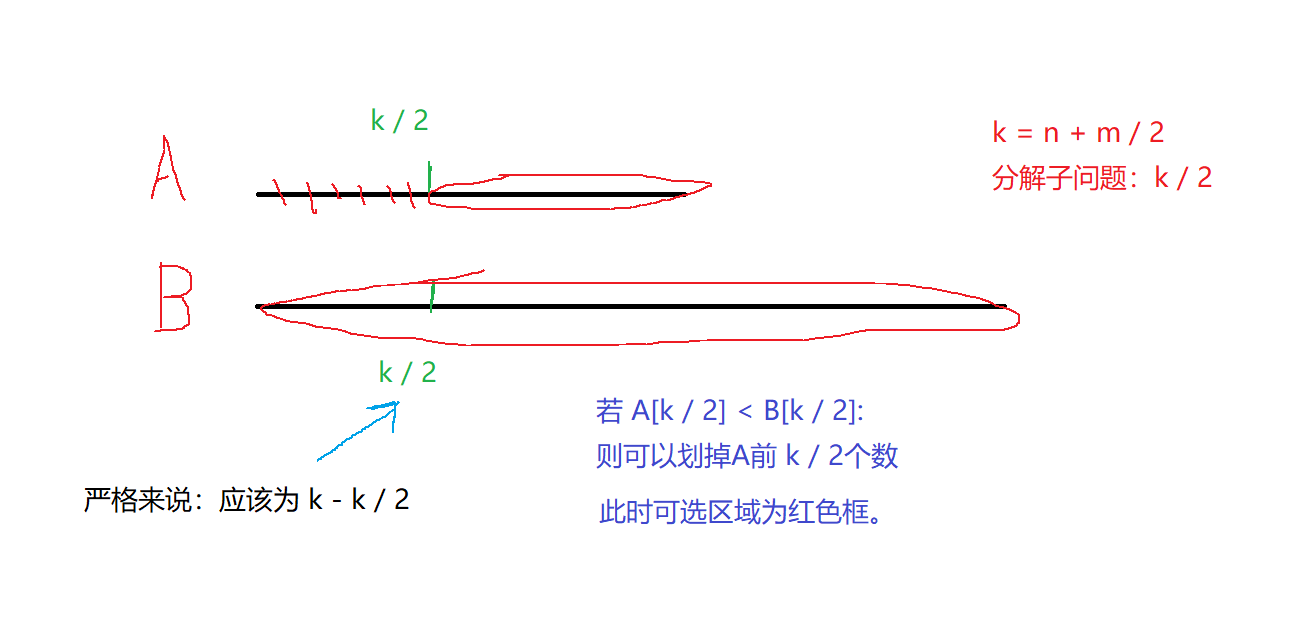 k / 2
A
k = n + m / 2
分解子问题：k / 2
B
k / 2
若 A[k / 2] < B[k / 2]:
则可以划掉A前 k / 2个数
严格来说：应该为 k - k / 2
此时可选区域为红色框。